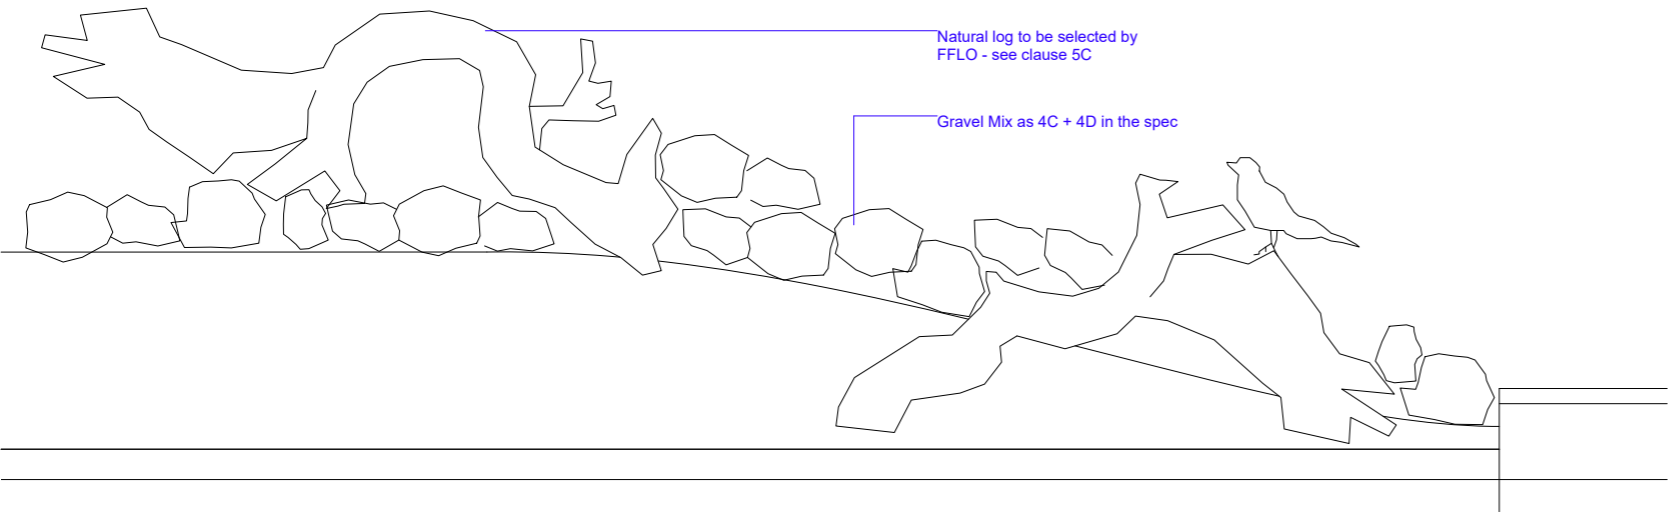 Natural log to be selected by
FFLO - see clause 5C
Gravel Mix as 4C + 4D in the spec